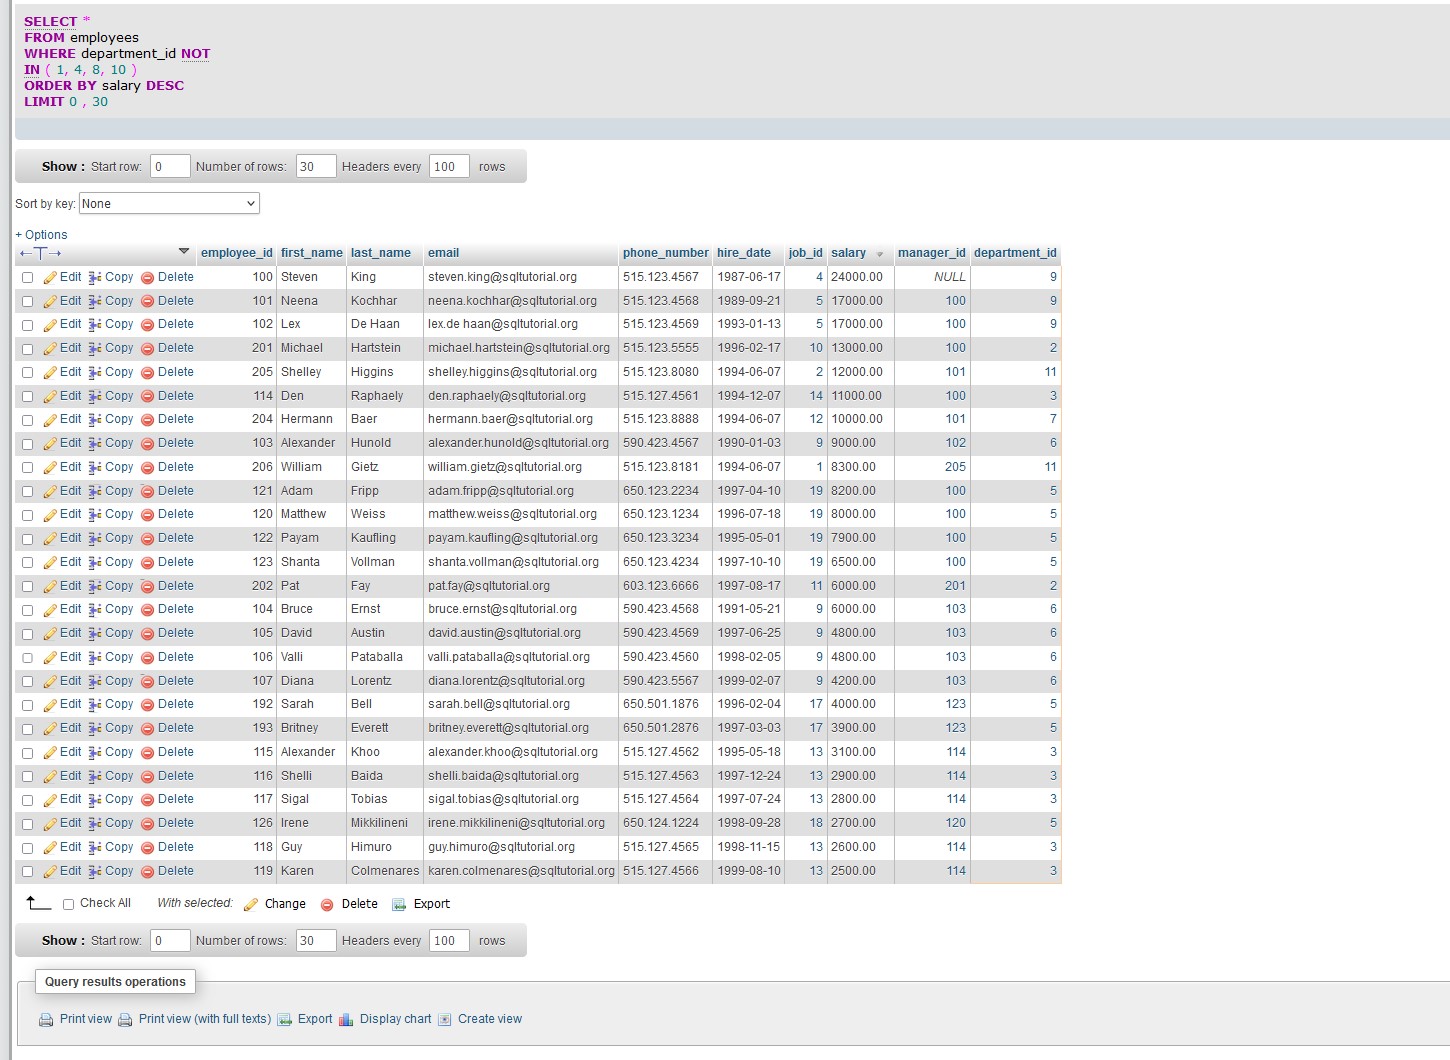 SELECT *
FROM employees
WHERE department_id NOT
IN ( 1, 4, 8, 10 )
ORDER BY salary DESC
LIMIT 0 , 30
Show : Start row: 0 Number of rows: 30 Headers every 100 rows
Sort by key: None
+ Options
←T→ employee_id first_name last_name email phone_number hire_date job_id salary manager_id department_id
Edit Copy Delete 100 Steven King steven.king@sqltutorial.org 515.123.4567 1987-06-17 4 24000.00 NULL 9
Edit Copy Delete 101 Neena Kochhar neena.kochhar@sqltutorial.org 515.123.4568 1989-09-21 5 17000.00 100 9
Edit Copy Delete 102 Lex De Haan lex.de haan@sqltutorial.org 515.123.4569 1993-01-13 5 17000.00 100 9
Edit Copy Delete 201 Michael Hartstein michael.hartstein@sqltutorial.org 515.123.5555 1996-02-17 10 13000.00 100 2
Edit Copy Delete 205 Shelley Higgins shelley.higgins@sqltutorial.org 515.123.8080 1994-06-07 2 12000.00 101 11
Edit Copy Delete 114 Den Raphaely den.raphaely@sqltutorial.org 515.127.4561 1994-12-07 14 11000.00 100 3
Edit Copy Delete 204 Hermann Baer hermann.baer@sqltutorial.org 515.123.8888 1994-06-07 12 10000.00 101 7
Edit Copy Delete 103 Alexander Hunold alexander.hunold@sqltutorial.org 590.423.4567 1990-01-03 9 9000.00 102 6
Edit Copy Delete 206 William Gietz william.gietz@sqltutorial.org 515.123.8181 1994-06-07 1 8300.00 205 11
Edit Copy Delete 121 Adam Fripp adam.fripp@sqltutorial.org 650.123.2234 1997-04-10 19 8200.00 100 5
Edit Copy Delete 120 Matthew Weiss matthew.weiss@sqltutorial.org 650.123.1234 1996-07-18 19 8000.00 100 5
Edit Copy Delete 122 Payam Kaufling payam.kaufling@sqltutorial.org 650.123.3234 1995-05-01 19 7900.00 100 5
Edit Copy Delete 123 Shanta Vollman shanta.vollman@sqltutorial.org 650.123.4234 1997-10-10 19 6500.00 100 5
Edit Copy Delete 202 Pat Fay pat.fay@sqltutorial.org 603.123.6666 1997-08-17 11 6000.00 201 2
Edit Copy Delete 104 Bruce Ernst bruce.ernst@sqltutorial.org 590.423.4568 1991-05-21 9 6000.00 103 6
Edit Copy Delete 105 David Austin david.austin@sqltutorial.org 590.423.4569 1997-06-25 9 4800.00 103 6
Edit Copy Delete 106 Valli Pataballa valli.pataballa@sqltutorial.org 590.423.4560 1998-02-05 9 4800.00 103 6
Edit Copy Delete 107 Diana Lorentz diana.lorentz@sqltutorial.org 590.423.5567 1999-02-07 9 4200.00 103 6
Edit Copy Delete 192 Sarah Bell sarah.bell@sqltutorial.org 650.501.1876 1996-02-04 17 4000.00 123 5
Edit Copy Delete 193 Britney Everett britney.everett@sqltutorial.org 650.501.2876 1997-03-03 17 3900.00 123 5
Edit Copy Delete 115 Alexander Khoo alexander.khoo@sqltutorial.org 515.127.4562 1995-05-18 13 3100.00 114 3
Edit Copy Delete 116 Shelli Baida shelli.baida@sqltutorial.org 515.127.4563 1997-12-24 13 2900.00 114 3
Edit Copy Delete 117 Sigal Tobias sigal.tobias@sqltutorial.org 515.127.4564 1997-07-24 13 2800.00 114 3
Edit Copy Delete 126 Irene Mikkilineni irene.mikkilineni@sqltutorial.org 650.124.1224 1998-09-28 18 2700.00 120 5
Edit Copy Delete 118 Guy Himuro guy.himuro@sqltutorial.org 515.127.4565 1998-11-15 13 2600.00 114 3
Edit Copy Delete 119 Karen Colmenares karen.colmenares@sqltutorial.org 515.127.4566 1999-08-10 13 2500.00 114 3
Check All With selected: Change Delete Export
Show : Start row: 0 Number of rows: 30 Headers every 100 rows
Query results operations
Print view Print view (with full texts) Export Display chart Create view